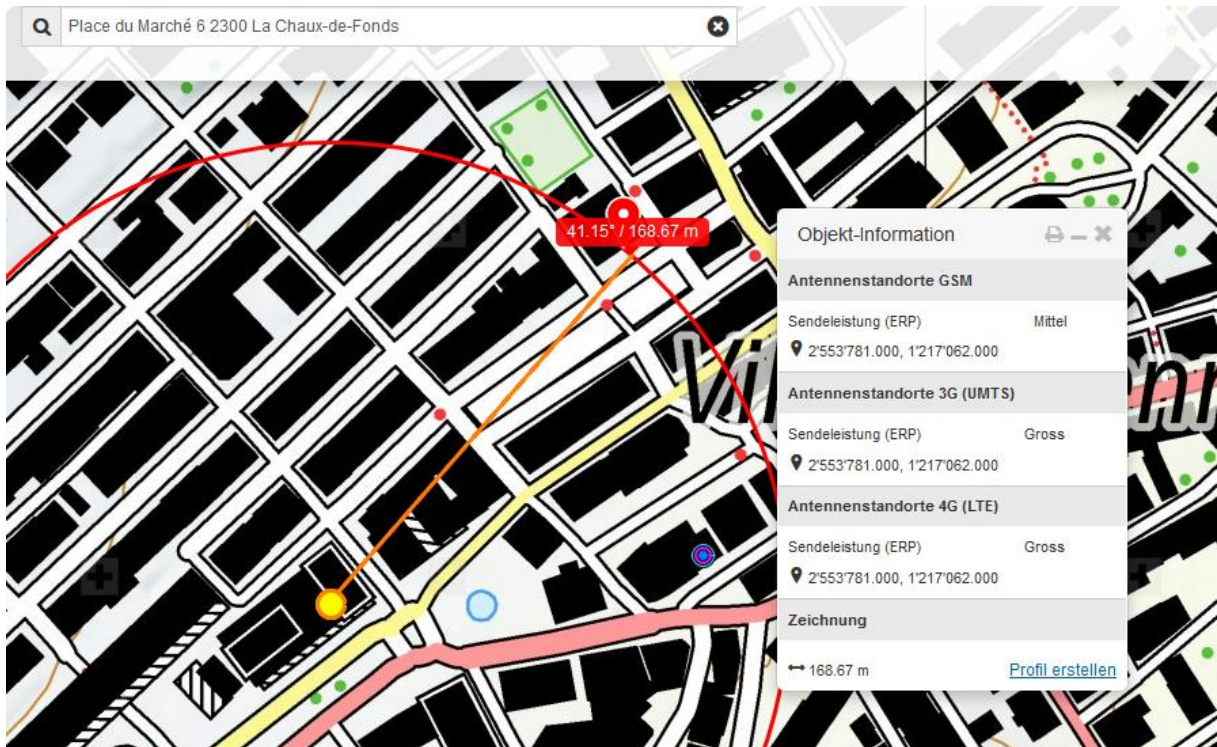 Place du Marché 6 2300 La Chaux-de-Fonds
41.15° / 168.67 m
Objekt-Information
Antennenstandorte GSM
Sendeleistung (ERP) Mittel
2'553'781.000, 1'217'062.000
Antennenstandorte 3G (UMTS)
Sendeleistung (ERP) Gross
2'553'781.000, 1'217'062.000
Antennenstandorte 4G (LTE)
Sendeleistung (ERP) Gross
2'553'781.000, 1'217'062.000
Zeichnung
168.67 m Profil erstellen